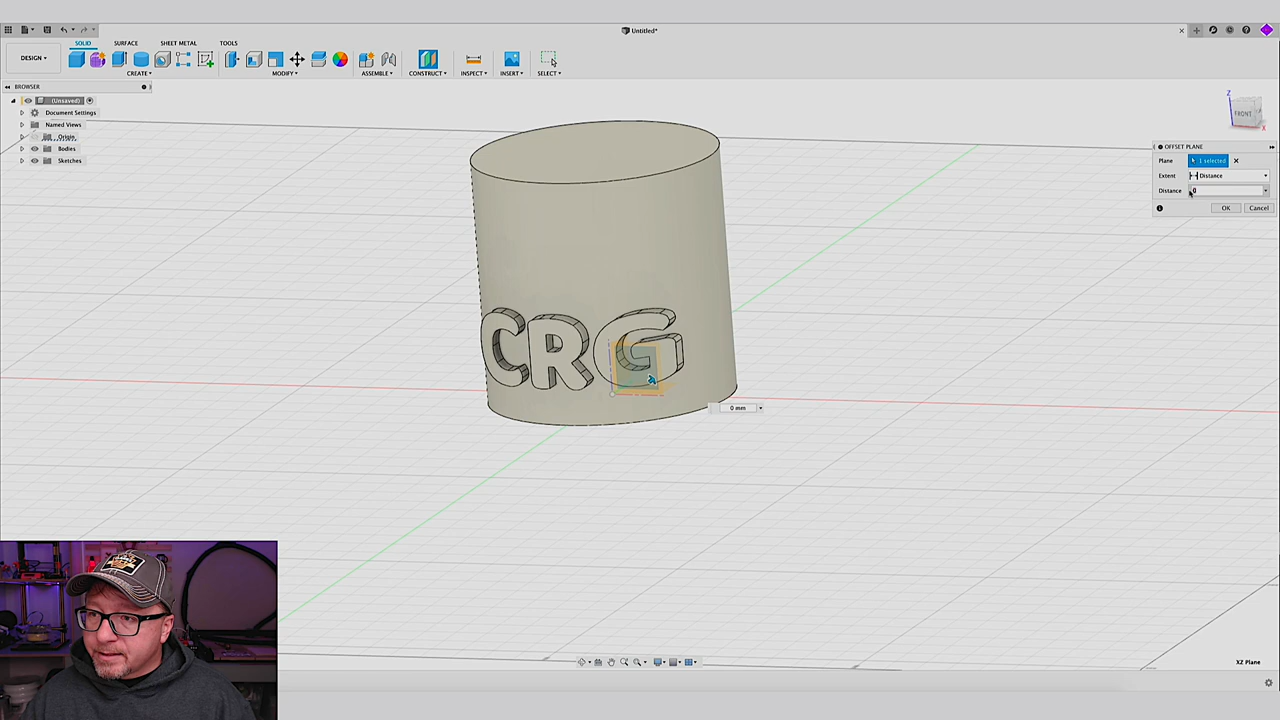 Untitled*
DESIGN
SOLID
SURFACE
SHEET METAL
TOOLS
CREATE
MODIFY
ASSEMBLE
CONSTRUCT
INSPECT
INSERT
SELECT
BROWSER
(Unsaved)
Document Settings
Named Views
Origin
Bodies
Sketches
Z
FRONT
X
OFFSET PLANE
Plane
1 selected
Extent
Distance
Distance
0
OK
Cancel
CRG
0 mm
XZ Plane